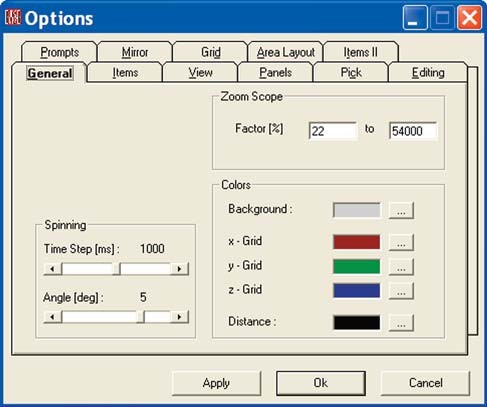 EASE
Options
Prompts Mirror Grid Area Layout Items II
General Items View Panels Pick Editing
Zoom Scope
Factor [%] 22 to 54000
Colors
Background : ...
x - Grid ...
y - Grid ...
z - Grid ...
Distance : ...
Spinning
Time Step [ms] : 1000
Angle [deg] : 5
Apply Ok Cancel